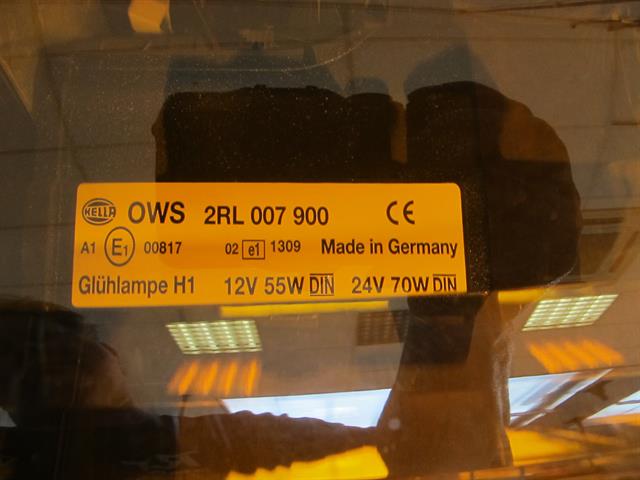 HELLA OWS 2RL 007 900 CE
A1 E1 00817 02 e1 1309 Made in Germany
Glühlampe H1 12V 55W DIN 24V 70W DIN